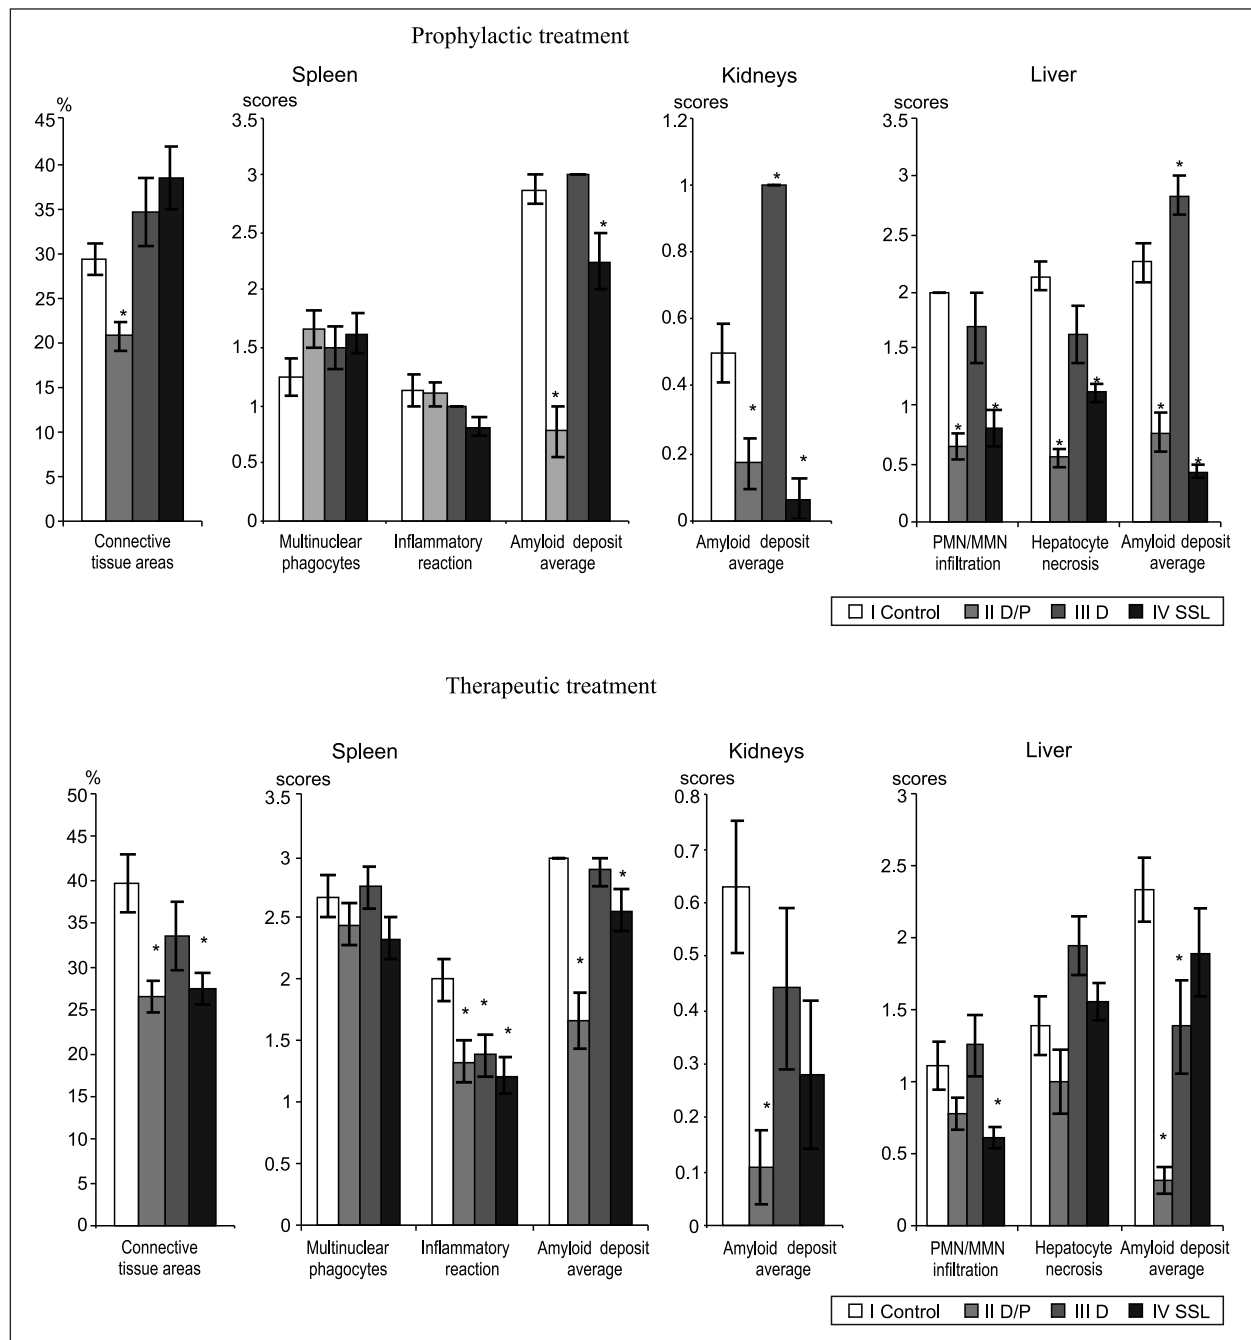 Prophylactic treatment
Spleen
Kidneys
Liver
%
scores
scores
scores
45
40
35
30
25
20
15
10
5
0
3.5
3
2.5
2
1.5
1
0.5
0
1.2
1
0.8
0.6
0.4
0.2
0
3.5
3
2.5
2
1.5
1
0.5
0
*
*
*
*
*
*
*
*
*
*
*
*
*
Connective
tissue areas
Multinuclear
phagocytes
Inflammatory
reaction
Amyloid deposit
average
Amyloid deposit
average
PMN/MMN
infiltration
Hepatocyte
necrosis
Amyloid deposit
average
I Control II D/P III D IV SSL
Therapeutic treatment
Spleen
Kidneys
Liver
%
scores
scores
scores
50
45
40
35
30
25
20
15
10
5
0
3.5
3
2.5
2
1.5
1
0.5
0
0.8
0.7
0.6
0.5
0.4
0.3
0.2
0.1
0
3
2.5
2
1.5
1
0.5
0
*
*
*
*
*
*
*
*
*
*
*
Connective
tissue areas
Multinuclear
phagocytes
Inflammatory
reaction
Amyloid deposit
average
Amyloid deposit
average
PMN/MMN
infiltration
Hepatocyte
necrosis
Amyloid deposit
average
I Control II D/P III D IV SSL